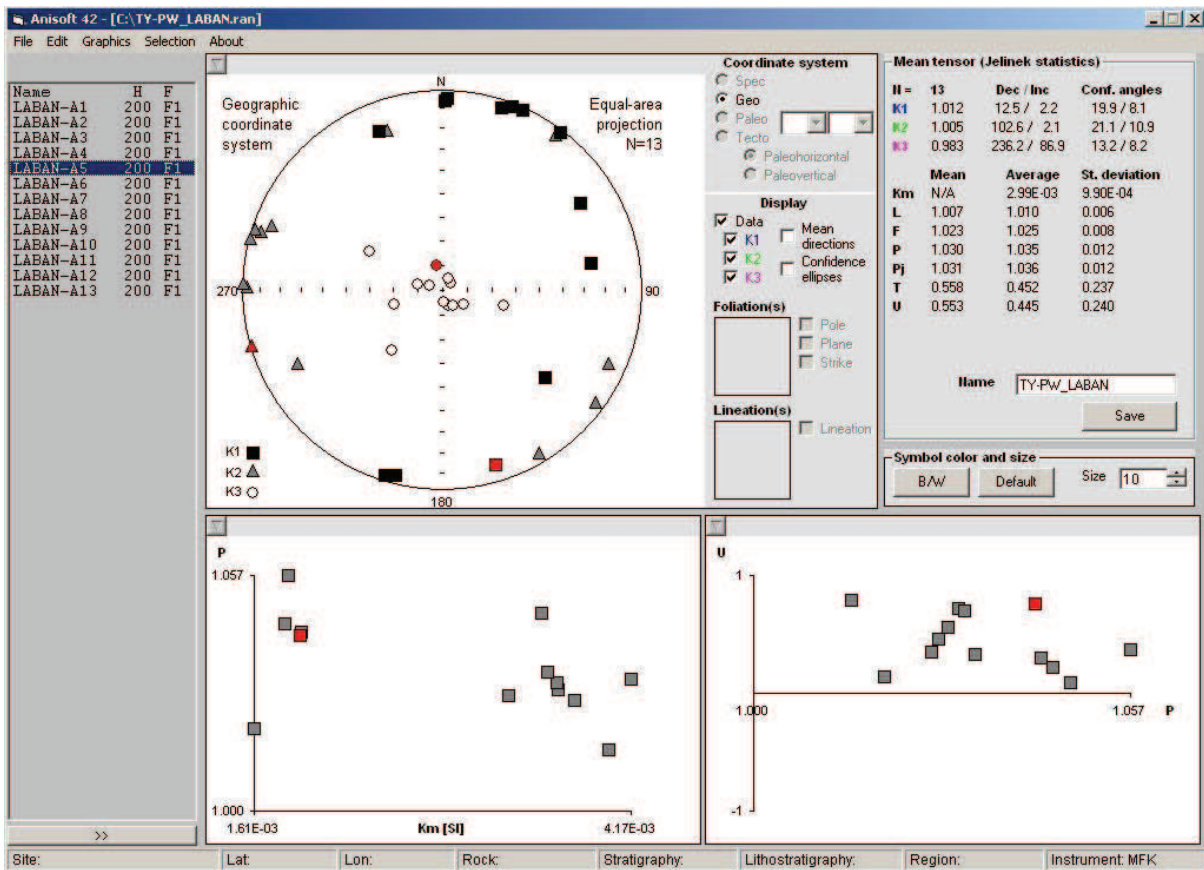 Anisoft 42 - [C:\TY-PW_LABAN.ran]
File Edit Graphics Selection About
Name H F
LABAN-A1 200 F1
LABAN-A2 200 F1
LABAN-A3 200 F1
LABAN-A4 200 F1
LABAN-A5 200 F1
LABAN-A6 200 F1
LABAN-A7 200 F1
LABAN-A8 200 F1
LABAN-A9 200 F1
LABAN-A10 200 F1
LABAN-A11 200 F1
LABAN-A12 200 F1
LABAN-A13 200 F1
>>
Geographic
coordinate
system
N
Equal-area
projection
N=13
270
90
180
K1
K2
K3
Coordinate system
Spec
Geo
Paleo
Tecto
Paleohorizontal
Paleovertical
Display
Data
K1
K2
K3
Mean
directions
Confidence
ellipses
Foliation(s)
Pole
Plane
Strike
Lineation(s)
Lineation
Mean tensor (Jelinek statistics)
N = 13 Dec / Inc Conf. angles
K1 1.012 12.5 / 2.2 19.9 / 8.1
K2 1.005 102.6 / 2.1 21.1 / 10.9
K3 0.983 236.2 / 86.9 13.2 / 8.2
Mean Average St. deviation
Km N/A 2.99E-03 9.90E-04
L 1.007 1.010 0.006
F 1.023 1.025 0.008
P 1.030 1.035 0.012
Pj 1.031 1.036 0.012
T 0.558 0.452 0.237
U 0.553 0.445 0.240
Name TY-PW_LABAN
Save
Symbol color and size
B/W Default Size 10
P
1.057
1.000
1.61E-03 Km [SI] 4.17E-03
U
1
1.000 1.057 P
-1
Site: Lat: Lon: Rock: Stratigraphy: Lithostratigraphy: Region: Instrument: MFK